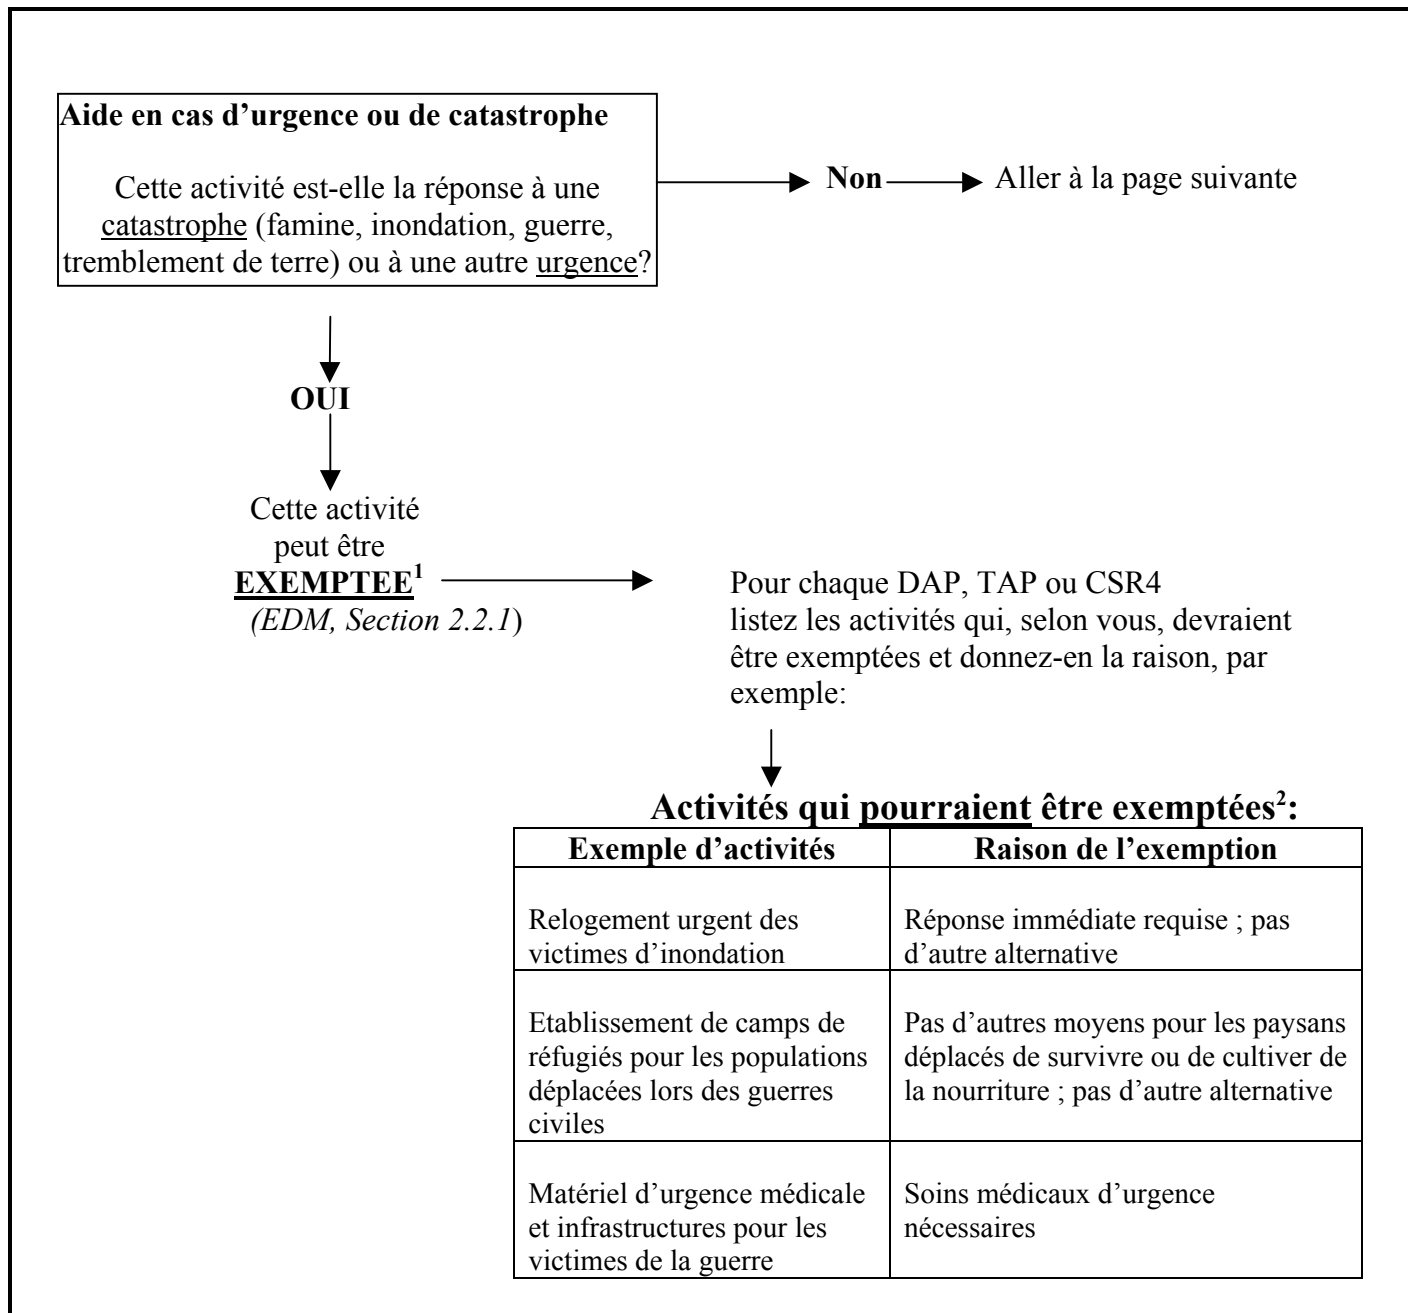 Aide en cas d’urgence ou de catastrophe
Cette activité est-elle la réponse à une
catastrophe (famine, inondation, guerre,
tremblement de terre) ou à une autre urgence?
Non
Aller à la page suivante
OUI
Cette activité
peut être
EXEMPTEE1
(EDM, Section 2.2.1)
Pour chaque DAP, TAP ou CSR4
listez les activités qui, selon vous, devraient
être exemptées et donnez-en la raison, par
exemple:
Activités qui pourraient être exemptées2:
Exemple d’activités
Raison de l’exemption
Relogement urgent des
victimes d’inondation
Réponse immédiate requise ; pas
d’autre alternative
Etablissement de camps de
réfugiés pour les populations
déplacées lors des guerres
civiles
Pas d’autres moyens pour les paysans
déplacés de survivre ou de cultiver de
la nourriture ; pas d’autre alternative
Matériel d’urgence médicale
et infrastructures pour les
victimes de la guerre
Soins médicaux d’urgence
nécessaires